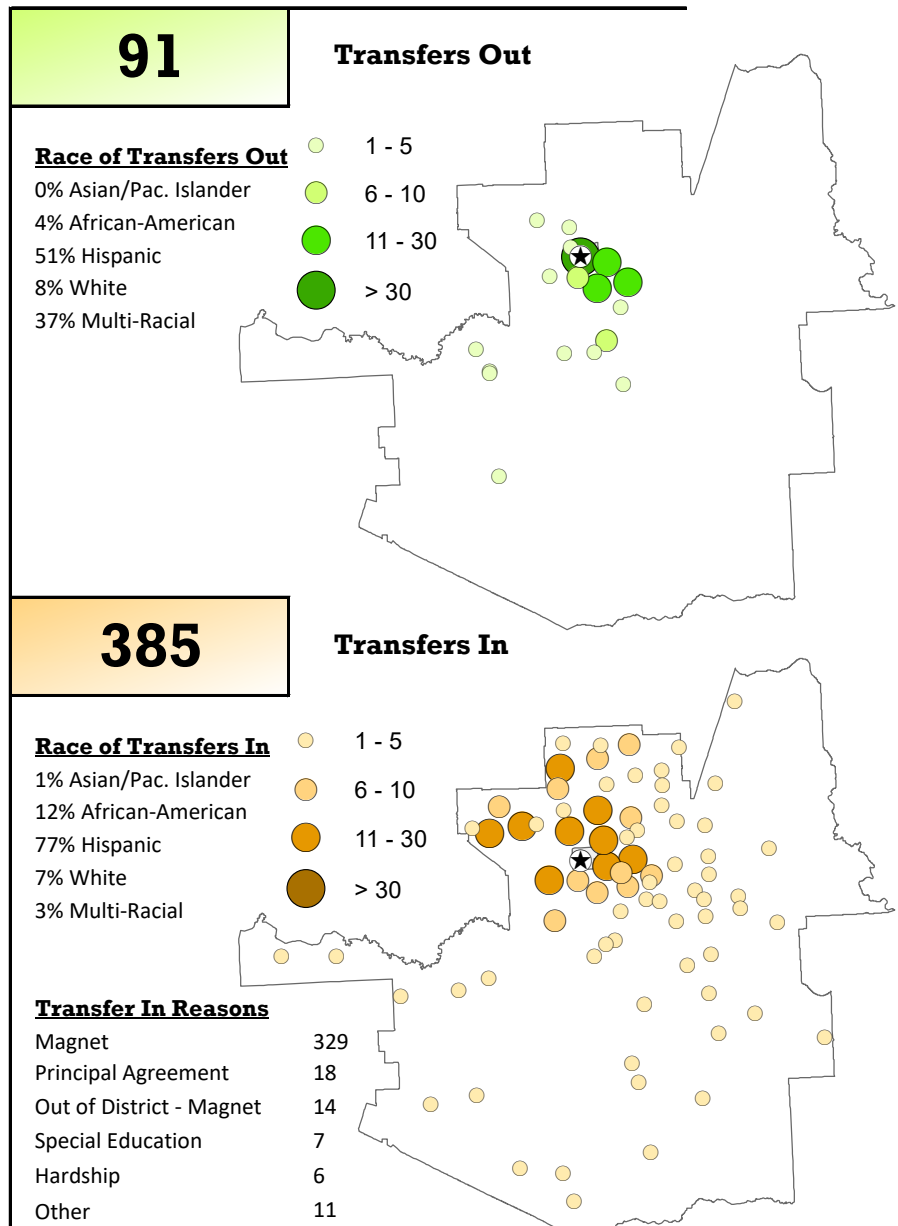 91
Transfers Out
Race of Transfers Out
0% Asian/Pac. Islander
4% African-American
51% Hispanic
8% White
37% Multi-Racial
1 - 5
6 - 10
11 - 30
> 30
385
Transfers In
Race of Transfers In
1% Asian/Pac. Islander
12% African-American
77% Hispanic
7% White
3% Multi-Racial
1 - 5
6 - 10
11 - 30
> 30
Transfer In Reasons
Magnet 329
Principal Agreement 18
Out of District - Magnet 14
Special Education 7
Hardship 6
Other 11